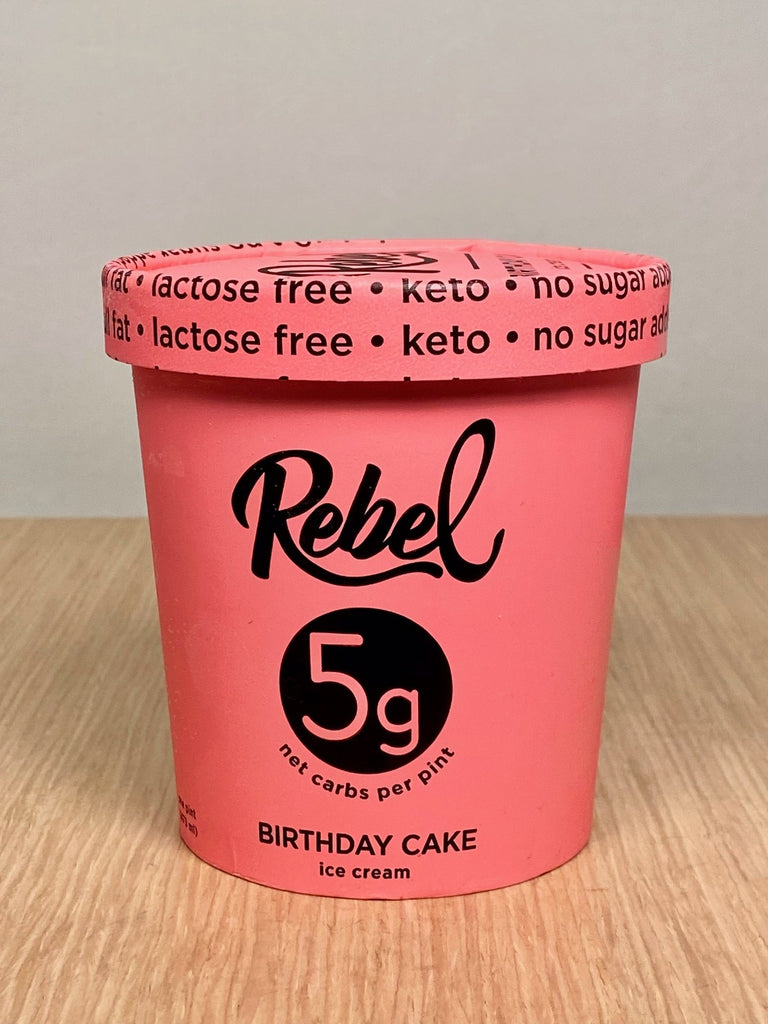 fat • lactose free • keto • no sugar
fat • lactose free • keto • no sugar
Rebel
5g
net carbs per pint
BIRTHDAY CAKE
ice cream